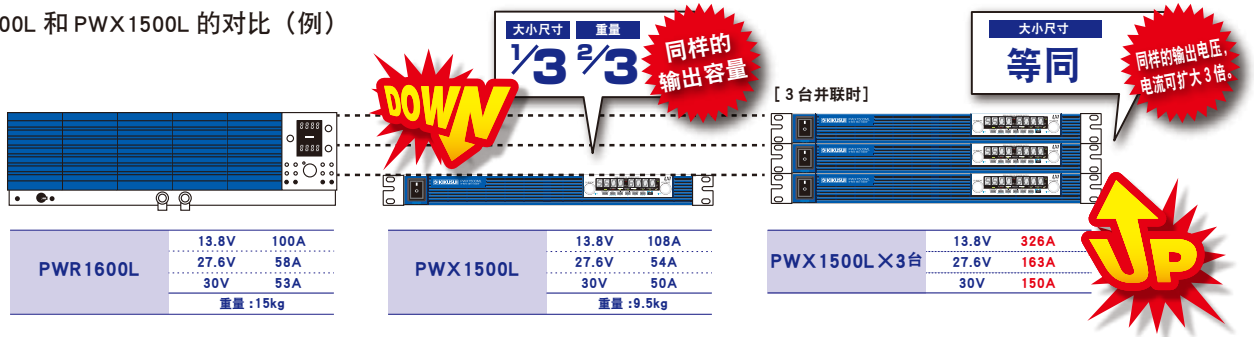 00L 和 PWX1500L 的对比（例）
DOWN
大小尺寸 重量
1/3 2/3
同样的
输出容量
[ 3 台并联时]
大小尺寸
等同
同样的输出电压,
电流可扩大 3 倍。
KIKUSUI
KIKUSUI
KIKUSUI
KIKUSUI
PWR1600L
13.8V 100A
27.6V 58A
30V 53A
重量 :15kg
PWX1500L
13.8V 108A
27.6V 54A
30V 50A
重量 :9.5kg
PWX1500L×3台
13.8V 326A
27.6V 163A
30V 150A
UP